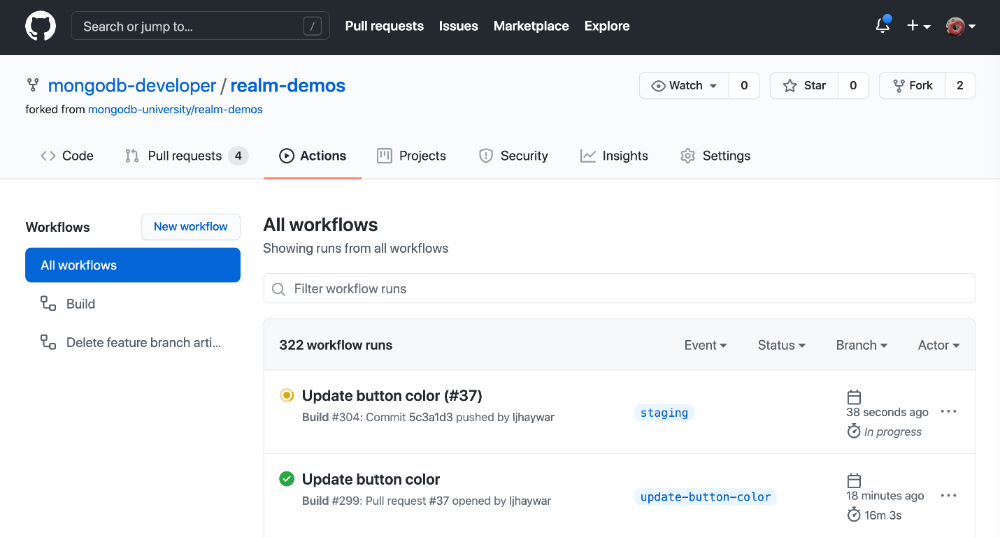 Search or jump to... /
Pull requests Issues Marketplace Explore
mongodb-developer / realm-demos
Watch 0 Star 0 Fork 2
forked from mongodb-university/realm-demos
Code Pull requests 4 Actions Projects Security Insights Settings
Workflows New workflow
All workflows
Build
Delete feature branch arti...
All workflows
Showing runs from all workflows
Filter workflow runs
322 workflow runs Event Status Branch Actor
Update button color (#37)
Build #304: Commit 5c3a1d3 pushed by ljhaywar
staging
38 seconds ago
In progress
Update button color
Build #299: Pull request #37 opened by ljhaywar
update-button-color
18 minutes ago
16m 3s